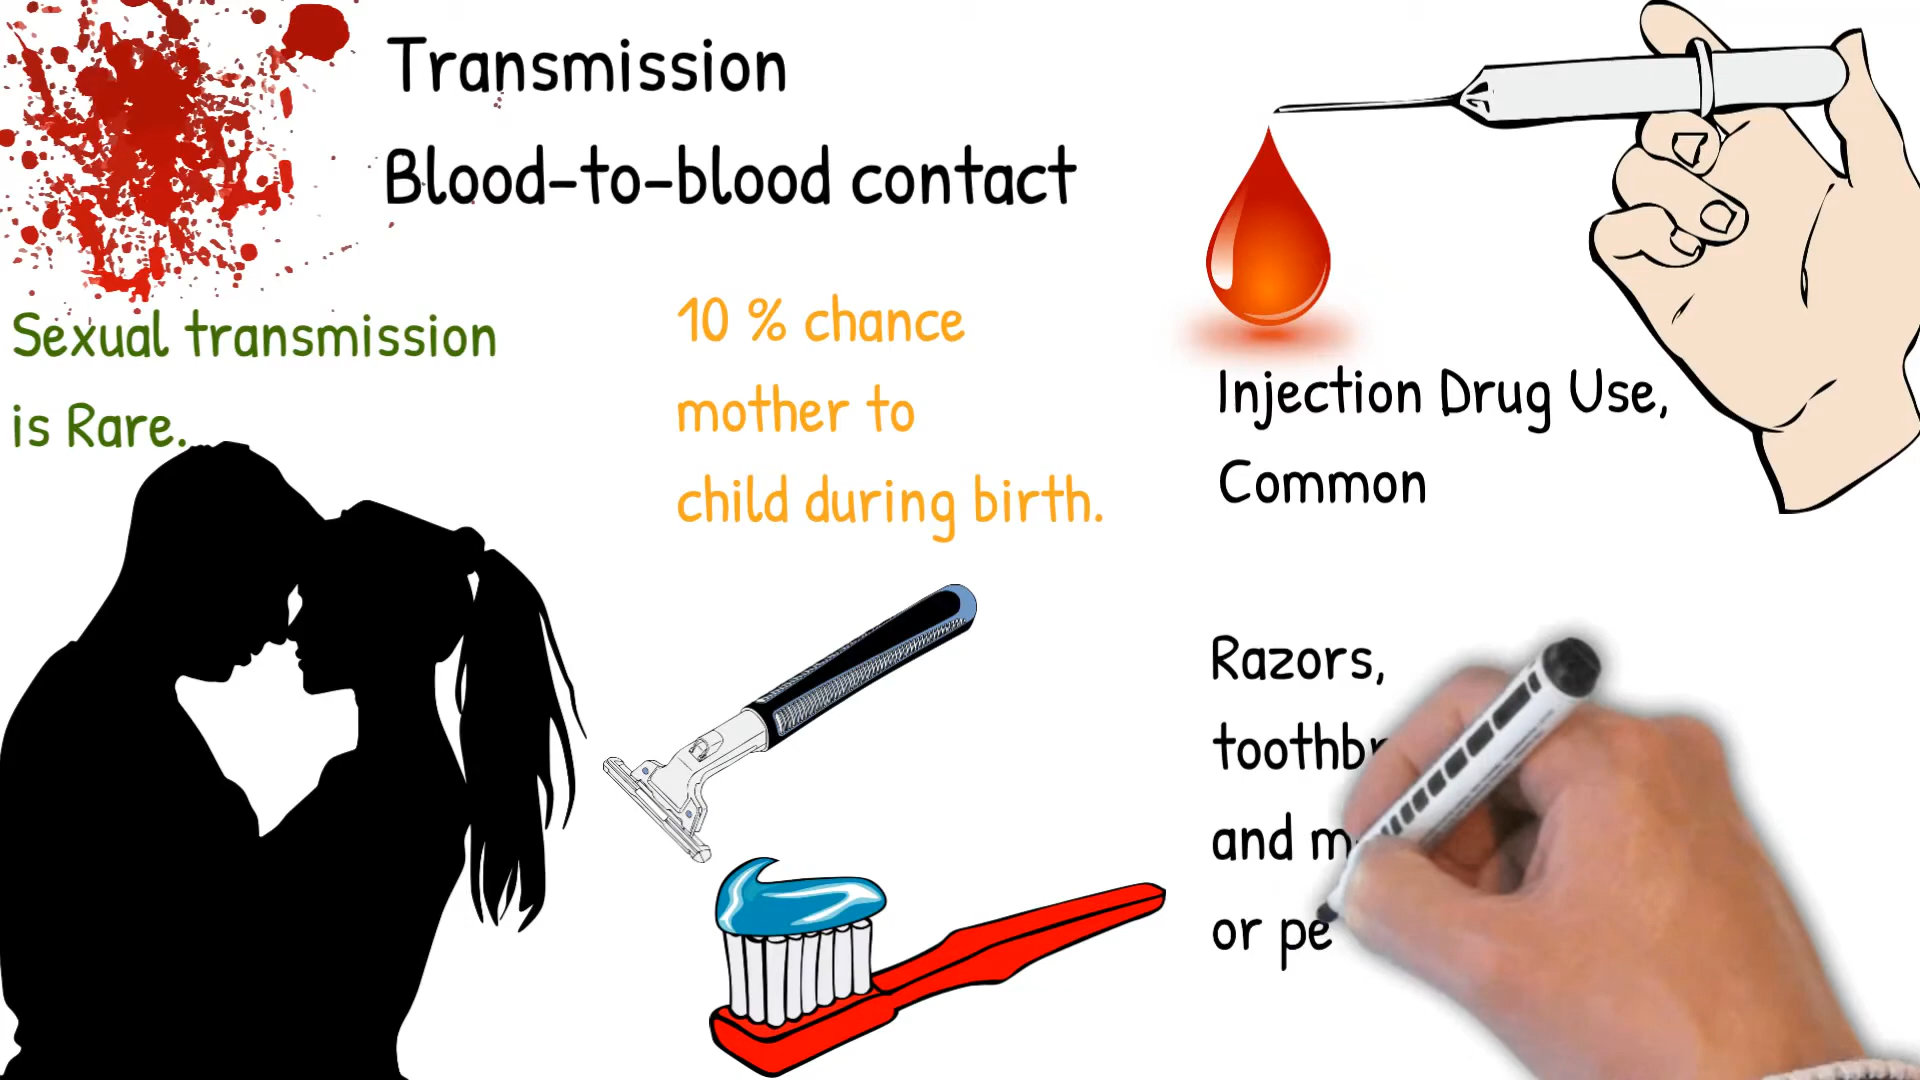 Transmission
Blood-to-blood contact
Sexual transmission
is Rare.
10 % chance
mother to
child during birth.
Injection Drug Use,
Common
Razors,
and
or